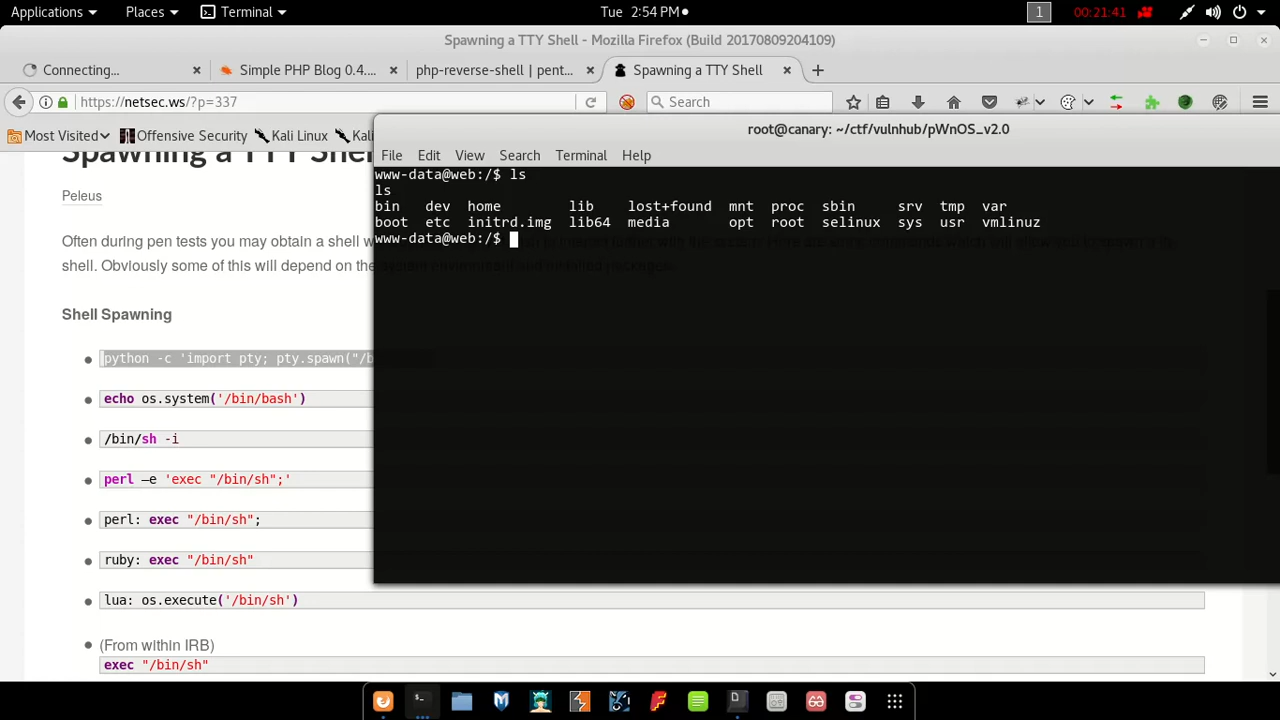 Applications Places Terminal Tue 2:54 PM 1 00:21:41
Spawning a TTY Shell - Mozilla Firefox (Build 20170809204109)
Connecting... Simple PHP Blog 0.4.... php-reverse-shell | pent... Spawning a TTY Shell
https://netsec.ws/?p=337 Search
Most Visited Offensive Security Kali Linux Kali
root@canary: ~/ctf/vulnhub/pWnOS_v2.0
File Edit View Search Terminal Help
www-data@web:/$ ls
ls
bin dev home lib lost+found mnt proc sbin srv tmp var
boot etc initrd.img lib64 media opt root selinux sys usr vmlinuz
www-data@web:/$
Spawning a TTY Shel
Peleus
Often during pen tests you may obtain a shell w
shell. Obviously some of this will depend on the
Shell Spawning
python -c 'import pty; pty.spawn("/b
echo os.system('/bin/bash')
/bin/sh -i
perl —e 'exec "/bin/sh";'
perl: exec "/bin/sh";
ruby: exec "/bin/sh"
lua: os.execute('/bin/sh')
(From within IRB)
exec "/bin/sh"